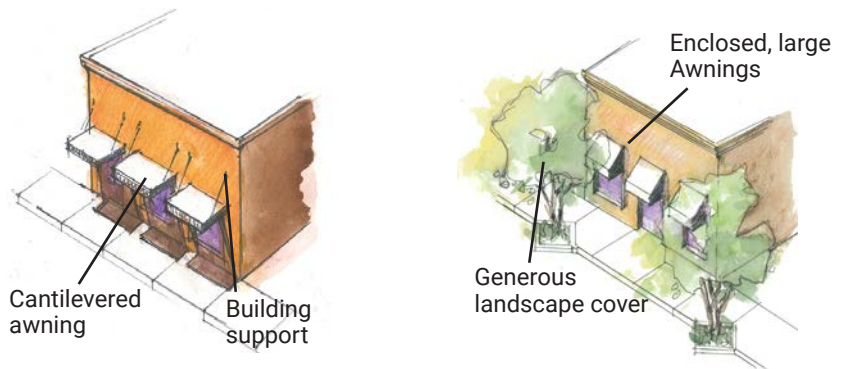 Cantilevered
awning
Building
support
Enclosed, large
Awnings
Generous
landscape cover